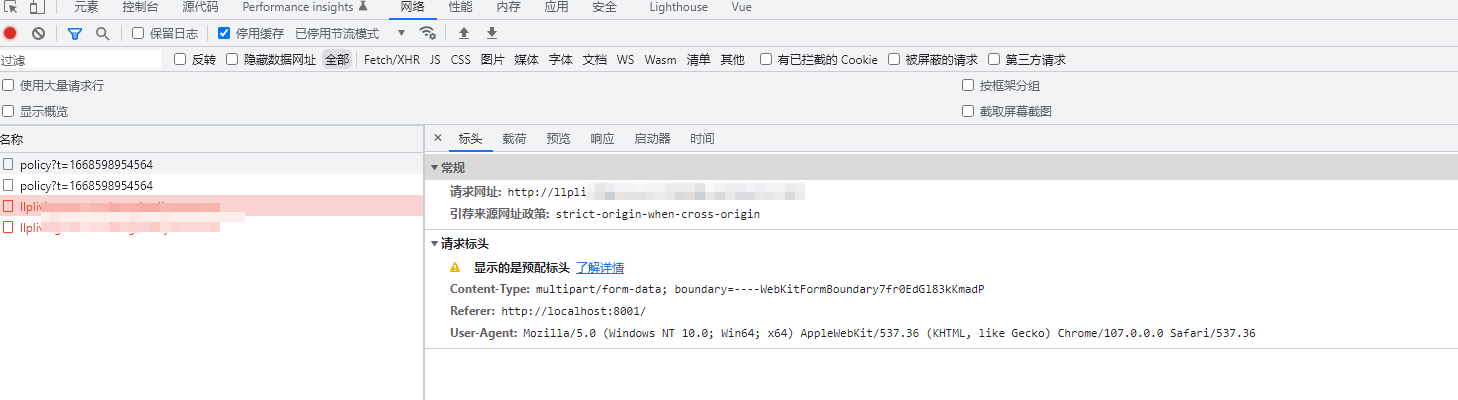 元素 控制台 源代码 Performance insights 网络 性能 内存 应用 安全 Lighthouse Vue
保留日志 停用缓存 已停用节流模式
过滤 反转 隐藏数据网址 全部 Fetch/XHR JS CSS 图片 媒体 字体 文档 WS Wasm 清单 其他 有已拦截的 Cookie 被屏蔽的请求 第三方请求
使用大量请求行 按框架分组
显示概览 截取屏幕截图
名称
policy?t=1668598954564
policy?t=1668598954564
× 标头 载荷 预览 响应 启动器 时间
常规
请求网址: http://llpli
引荐来源网址政策: strict-origin-when-cross-origin
请求标头
显示的是预配标头 了解详情
Content-Type: multipart/form-data; boundary=----WebKitFormBoundary7fr0EdGl83kKmadP
Referer: http://localhost:8001/
User-Agent: Mozilla/5.0 (Windows NT 10.0; Win64; x64) AppleWebKit/537.36 (KHTML, like Gecko) Chrome/107.0.0.0 Safari/537.36